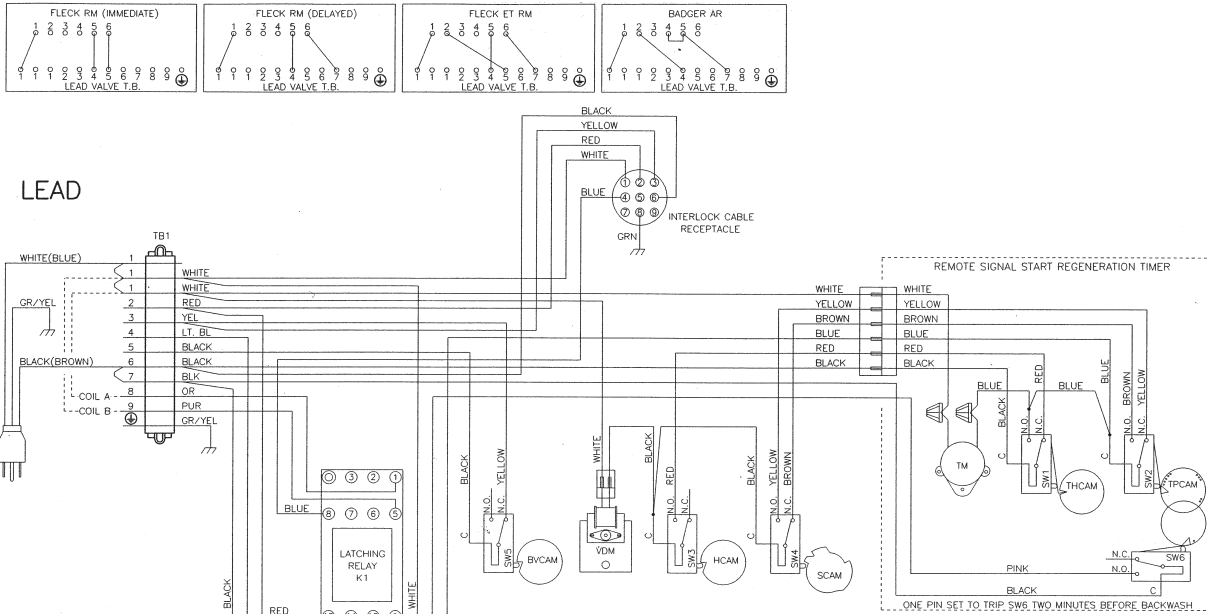 FLECK RM (IMMEDIATE)
1 2 3 4 5 6
1 1 1 2 3 4 5 6 7 8 9
LEAD VALVE T.B.
FLECK RM (DELAYED)
1 2 3 4 5 6
1 1 1 2 3 4 5 6 7 8 9
LEAD VALVE T.B.
FLECK ET RM
1 2 3 4 5 6
1 1 1 2 3 4 5 6 7 8 9
LEAD VALVE T.B.
BADGER AR
1 2 3 4 5 6
1 1 1 2 3 4 5 6 7 8 9
LEAD VALVE T.B.
LEAD
BLACK
YELLOW
RED
WHITE
BLUE
1 2 3
4 5 6
7 8 9
GRN
INTERLOCK CABLE
RECEPTACLE
TB1
WHITE(BLUE)
GR/YEL
BLACK(BROWN)
COIL A
COIL B
1
1 WHITE
1 WHITE
2 RED
3 YEL
4 LT. BL
5 BLACK
6 BLACK
7 BLK
8 OR
9 PUR
GR/YEL
REMOTE SIGNAL START REGENERATION TIMER
WHITE WHITE
YELLOW YELLOW
BROWN BROWN
BLUE BLUE
RED RED
BLACK BLACK
BLUE
BLACK
RED
BLUE
BLUE
BROWN
YELLOW
N.O.
N.C.
C
SW1
TM
THCAM
N.O.
N.C.
C
SW2
TPCAM
N.C.
N.O.
C
SW6
PINK
BLACK
ONE PIN SET TO TRIP SW6 TWO MINUTES BEFORE BACKWASH
3 2 1
8 7 6 5
BLUE
LATCHING
RELAY
K1
BLACK
RED
WHITE
BLACK
YELLOW
N.O.
N.C.
C
SW5
BVCAM
WHITE
VDM
BLACK
RED
N.O.
N.C.
C
SW3
HCAM
BLACK
YELLOW
BROWN
N.O.
N.C.
C
SW4
SCAM